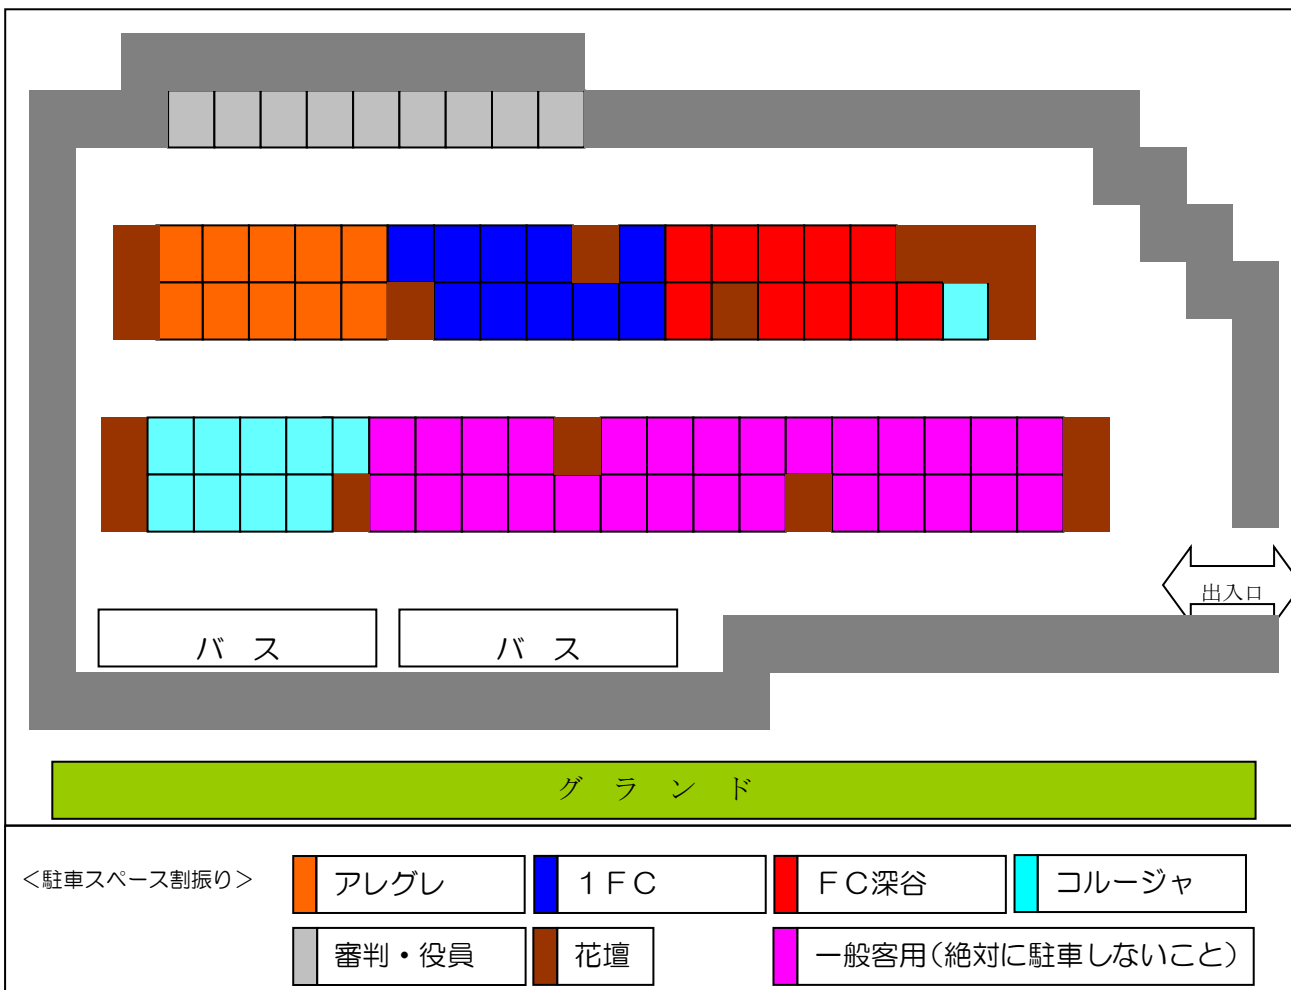 出入口
バ　ス
バ　ス
グ　ラ　ン　ド
＜駐車スペース割振り＞
アレグレ
１ＦＣ
ＦＣ深谷
コルージャ
審判・役員
花壇
一般客用（絶対に駐車しないこと）